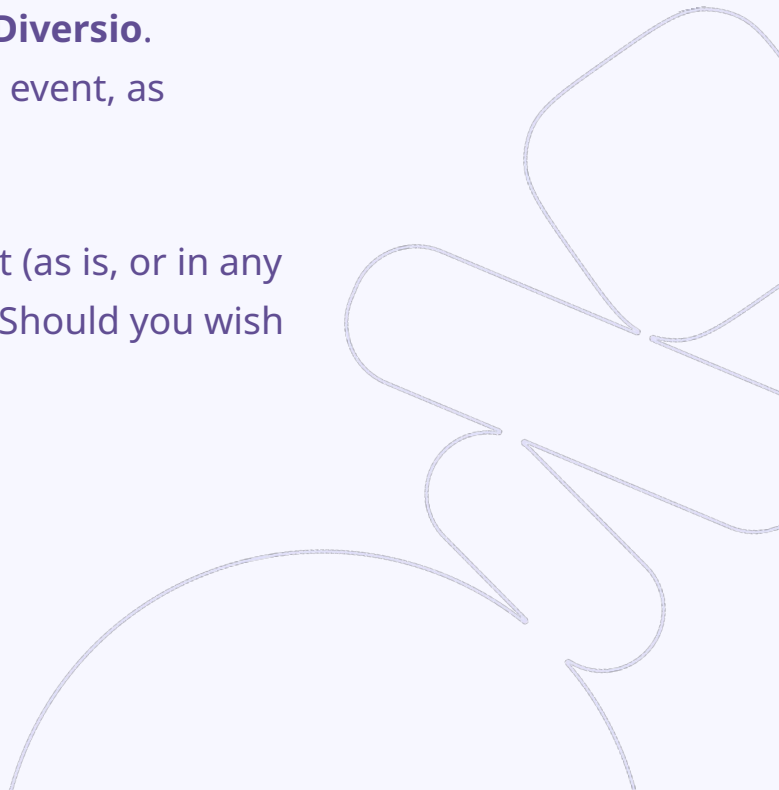 Diversio.
event, as
t (as is, or in any
Should you wish